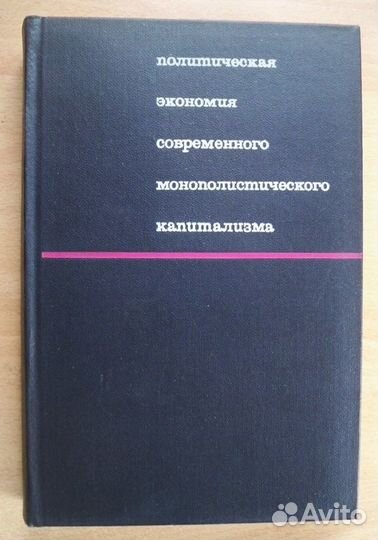 политическая
экономия
современного
монополистического
капитализма
Avito